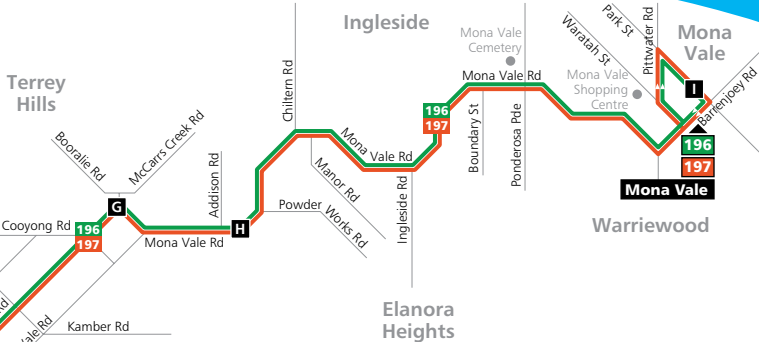 Ingleside
Park St
Pittwater Rd
Mona
Vale
Waratah St
Mona Vale
Cemetery
Mona Vale Rd
Mona Vale
Shopping
Centre
I
Barrenjoey Rd
196
197
Mona Vale
Warriewood
Terrey
Hills
Chiltern Rd
196
197
Boundary St
Ponderosa Pde
Mona Vale Rd
Booralie Rd
McCarrs Creek Rd
Addison Rd
Manor Rd
Ingleside Rd
G
Powder Works Rd
Cooyong Rd
196
197
Mona Vale Rd
H
Elanora
Heights
Rd
ale Rd
Kamber Rd